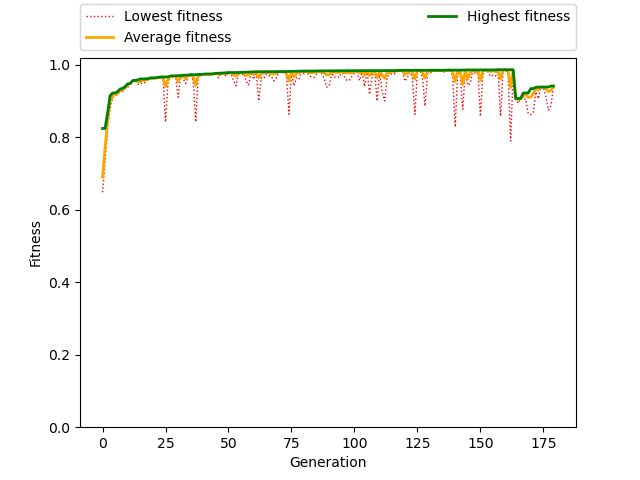 Lowest fitness
Average fitness
Highest fitness
1.0
0.8
0.6
0.4
0.2
0.0
Fitness
0 25 50 75 100 125 150 175
Generation